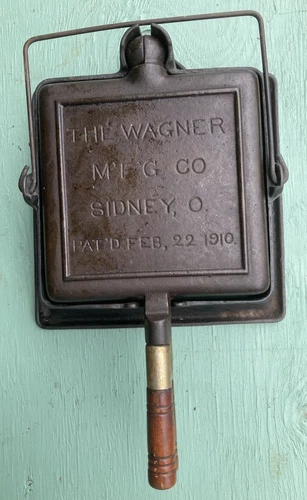 THE WAGNER
M'F'G. CO
SIDNEY, O.
PAT'D. FEB, 22 1910.